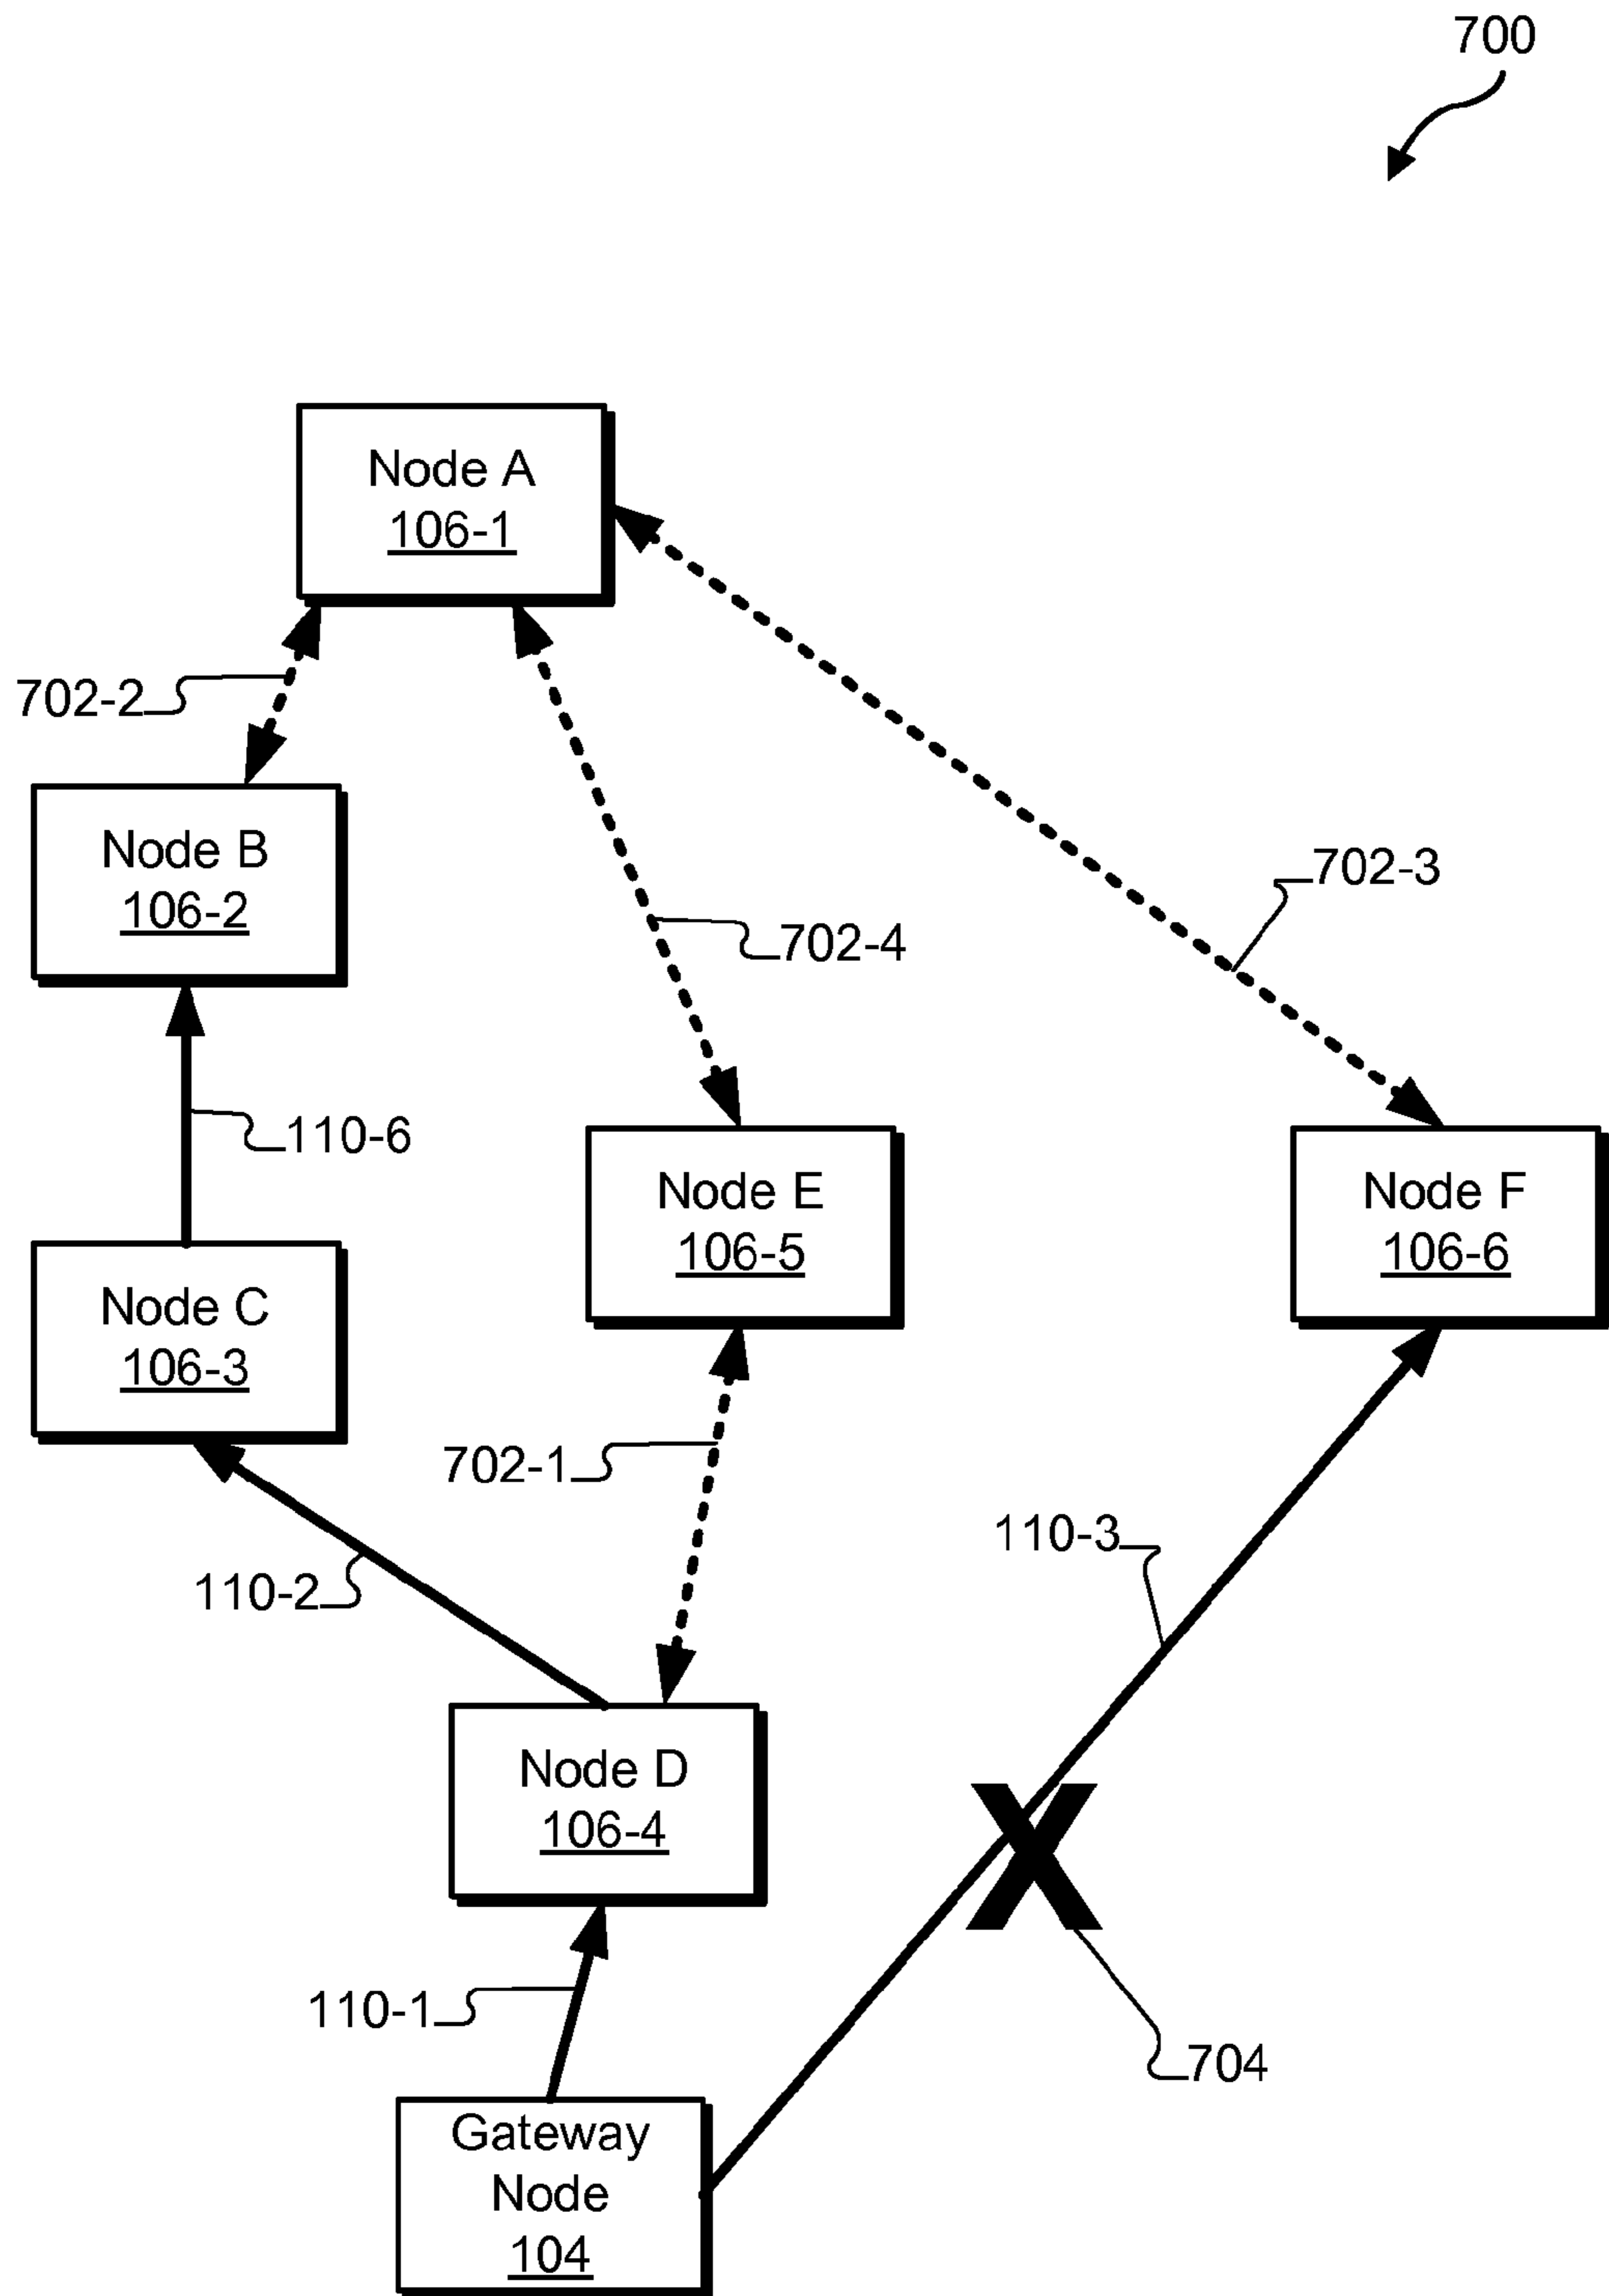 700
Node A
106-1
702-2
Node B
106-2
702-3
702-4
110-6
Node E
106-5
Node F
106-6
Node C
106-3
702-1
110-3
110-2
Node D
106-4
X
110-1
704
Gateway
Node
104